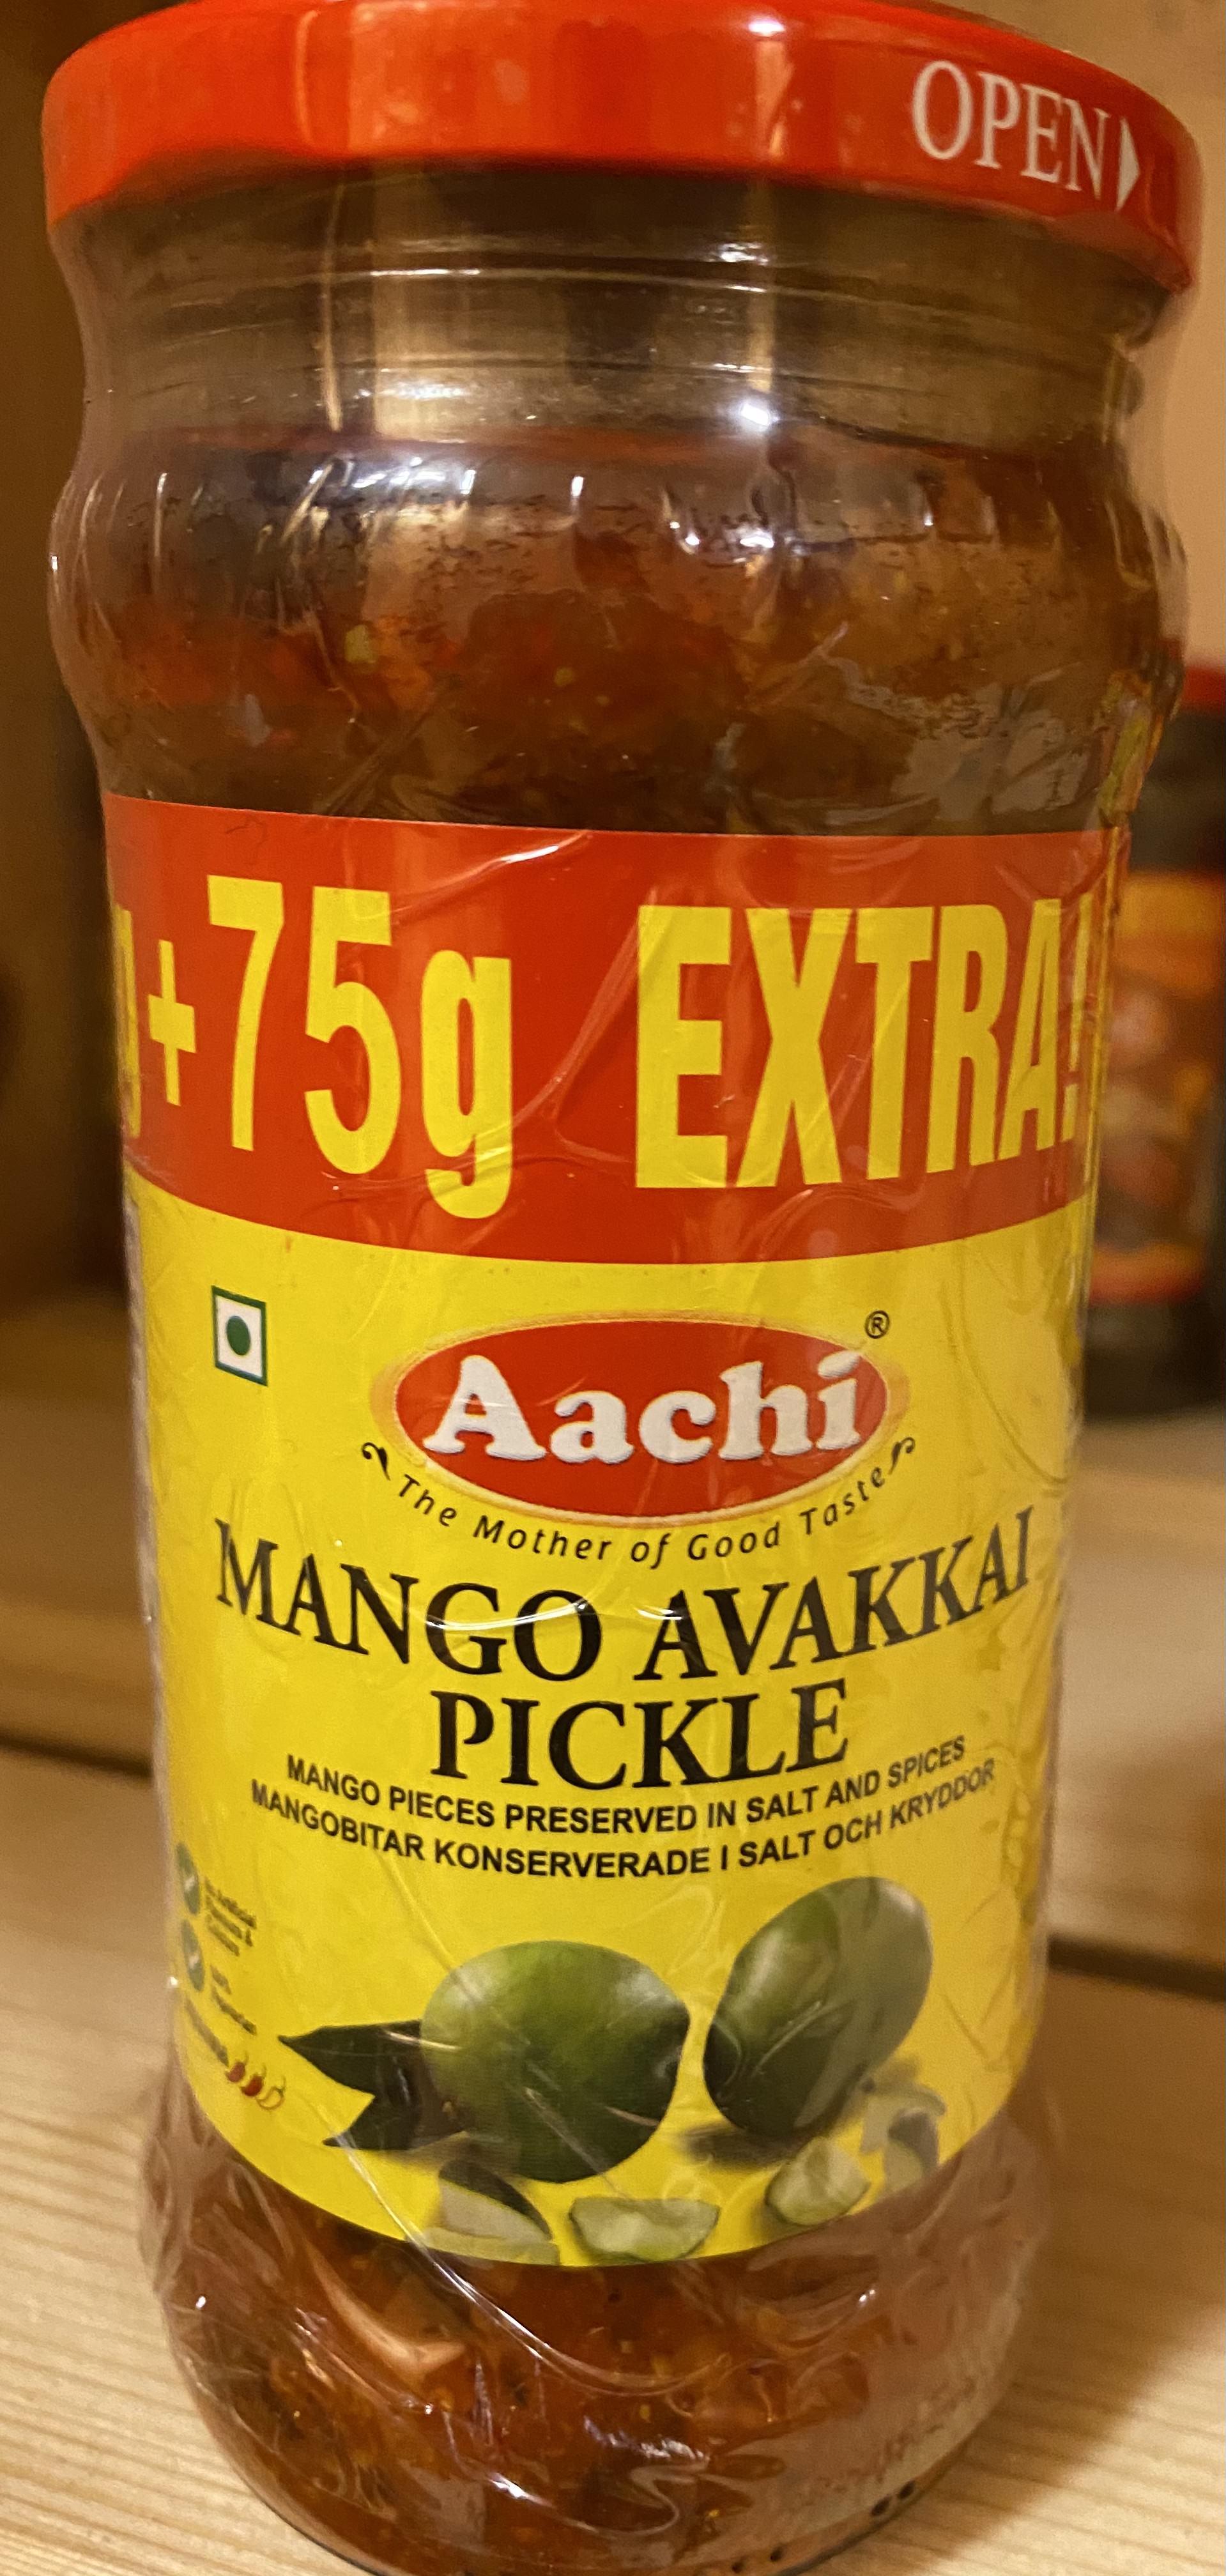 OPEN
g+75g EXTRA!
Aachi®
The Mother of Good Taste
MANGO AVAKKAI
PICKLE
MANGO PIECES PRESERVED IN SALT AND SPICES
MANGOBITAR KONSERVERADE I SALT OCH KRYDDOR